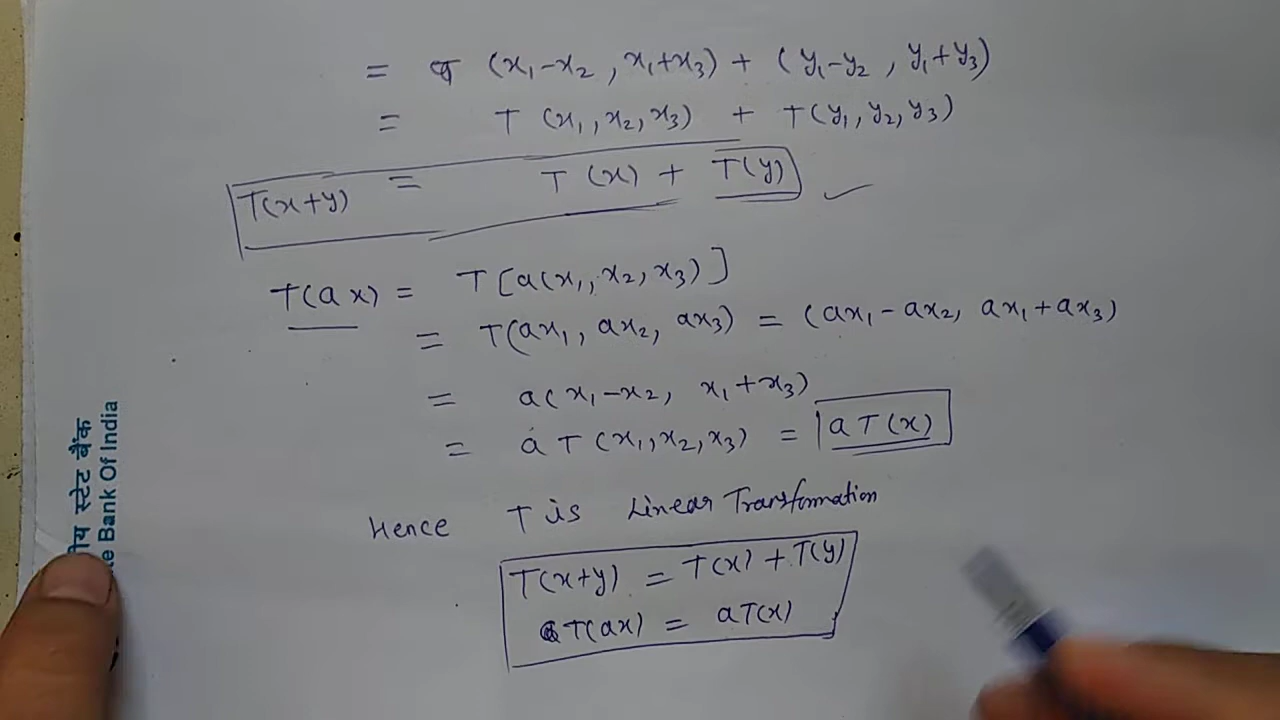 = (x₁-x₂, x₁+x₃) + (y₁-y₂, y₁+y₃)
= T (x₁, x₂, x₃) + T(y₁, y₂, y₃)
T(x+y) = T(x) + T(y) ✓
T(ax) = T[a(x₁, x₂, x₃)]
= T(ax₁, ax₂, ax₃) = (ax₁-ax₂, ax₁+ax₃)
= a(x₁-x₂, x₁+x₃)
= a T (x₁, x₂, x₃) = a T(x)
Hence T is Linear Transformation
T(x+y) = T(x) + T(y)
T(ax) = aT(x)
स्टेट बैंक
Bank Of India